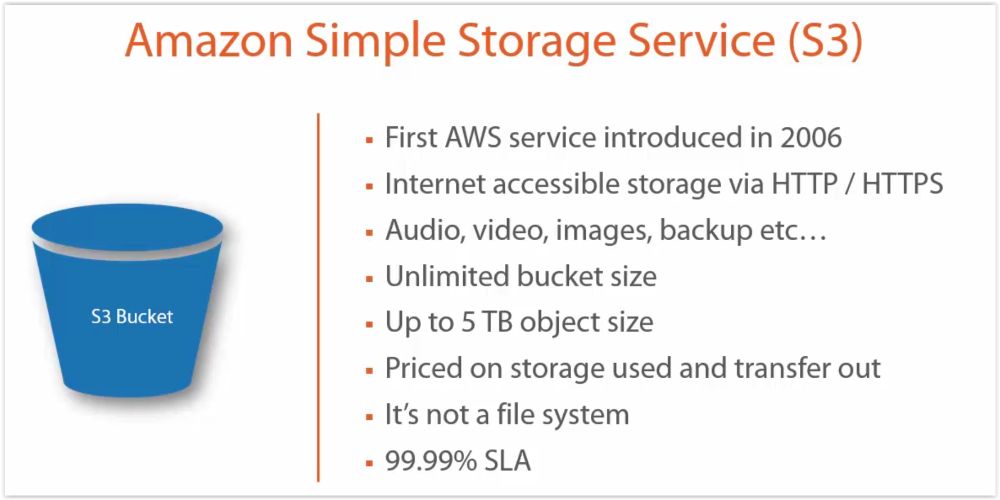 Amazon Simple Storage Service (S3)
S3 Bucket
▪ First AWS service introduced in 2006
▪ Internet accessible storage via HTTP / HTTPS
▪ Audio, video, images, backup etc…
▪ Unlimited bucket size
▪ Up to 5 TB object size
▪ Priced on storage used and transfer out
▪ It’s not a file system
▪ 99.99% SLA